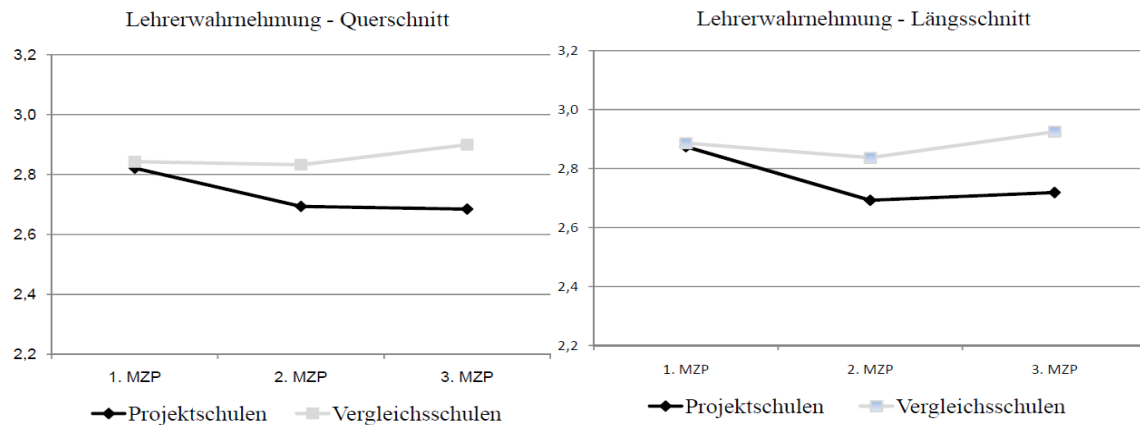 Lehrerwahrnehmung - Querschnitt
3,2
3,0
2,8
2,6
2,4
2,2
1. MZP 2. MZP 3. MZP
Projektschulen Vergleichsschulen
Lehrerwahrnehmung - Längsschnitt
3,2
3,0
2,8
2,6
2,4
2,2
1. MZP 2. MZP 3. MZP
Projektschulen Vergleichsschulen